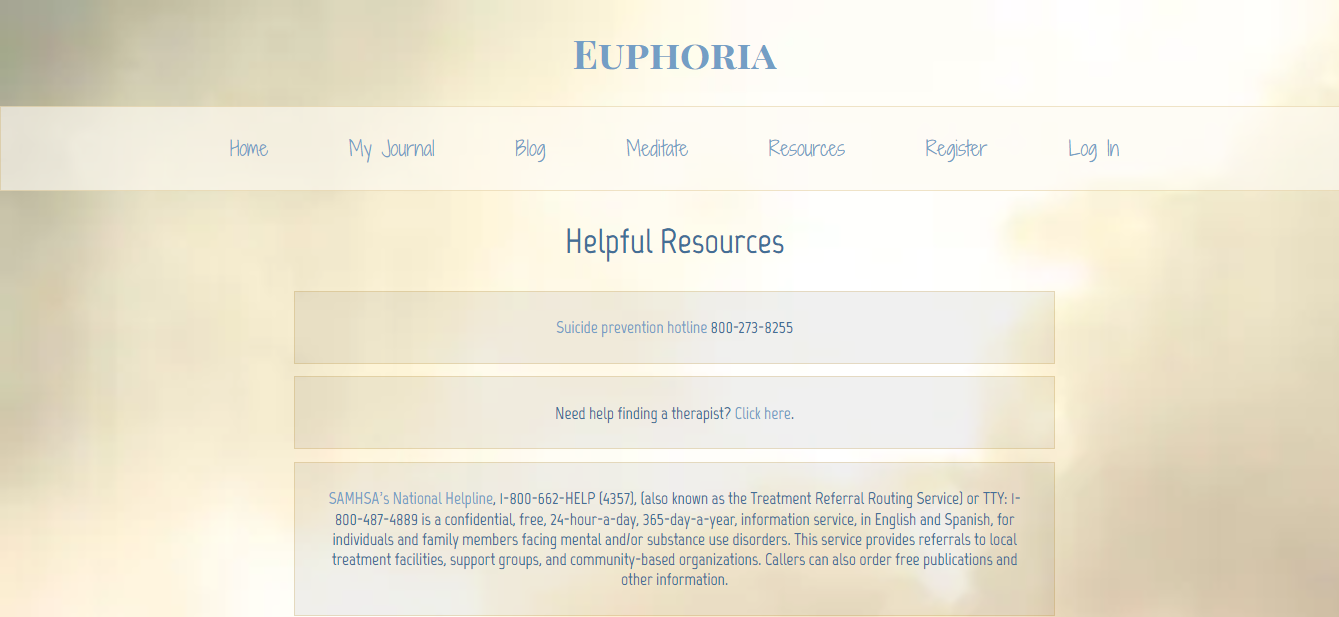 EUPHORIA
Home My Journal Blog Meditate Resources Register Log In
Helpful Resources
Suicide prevention hotline 800-273-8255
Need help finding a therapist? Click here.
SAMHSA's National Helpline, 1-800-662-HELP (4357), (also known as the Treatment Referral Routing Service) or TTY: 1-
800-487-4889 is a confidential, free, 24-hour-a-day, 365-day-a-year, information service, in English and Spanish, for
individuals and family members facing mental and/or substance use disorders. This service provides referrals to local
treatment facilities, support groups, and community-based organizations. Callers can also order free publications and
other information.